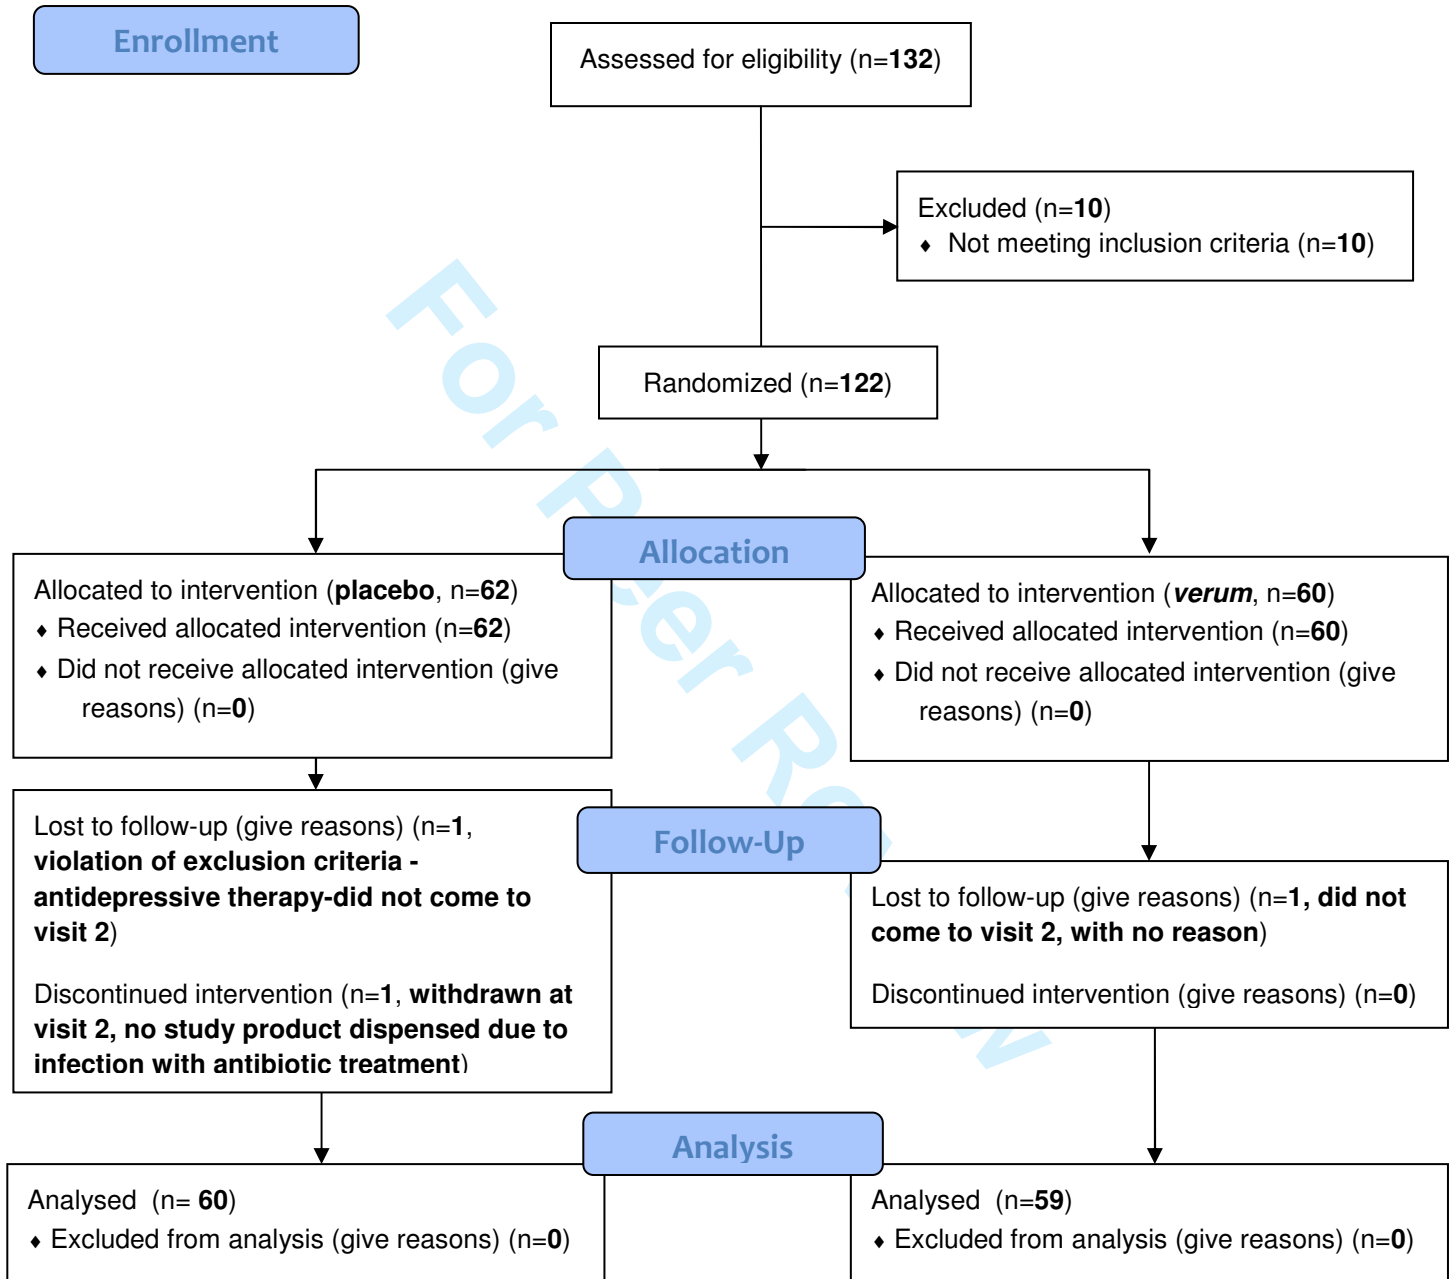 Enrollment
Assessed for eligibility (n=132)
Excluded (n=10)
♦ Not meeting inclusion criteria (n=10)
Randomized (n=122)
Allocation
Allocated to intervention (placebo, n=62)
♦ Received allocated intervention (n=62)
♦ Did not receive allocated intervention (give
reasons) (n=0)
Allocated to intervention (verum, n=60)
♦ Received allocated intervention (n=60)
♦ Did not receive allocated intervention (give
reasons) (n=0)
Follow-Up
Lost to follow-up (give reasons) (n=1,
violation of exclusion criteria -
antidepressive therapy-did not come to
visit 2)
Discontinued intervention (n=1, withdrawn at
visit 2, no study product dispensed due to
infection with antibiotic treatment)
Lost to follow-up (give reasons) (n=1, did not
come to visit 2, with no reason)
Discontinued intervention (give reasons) (n=0)
Analysis
Analysed  (n= 60)
♦ Excluded from analysis (give reasons) (n=0)
Analysed  (n=59)
♦ Excluded from analysis (give reasons) (n=0)
For Peer Review